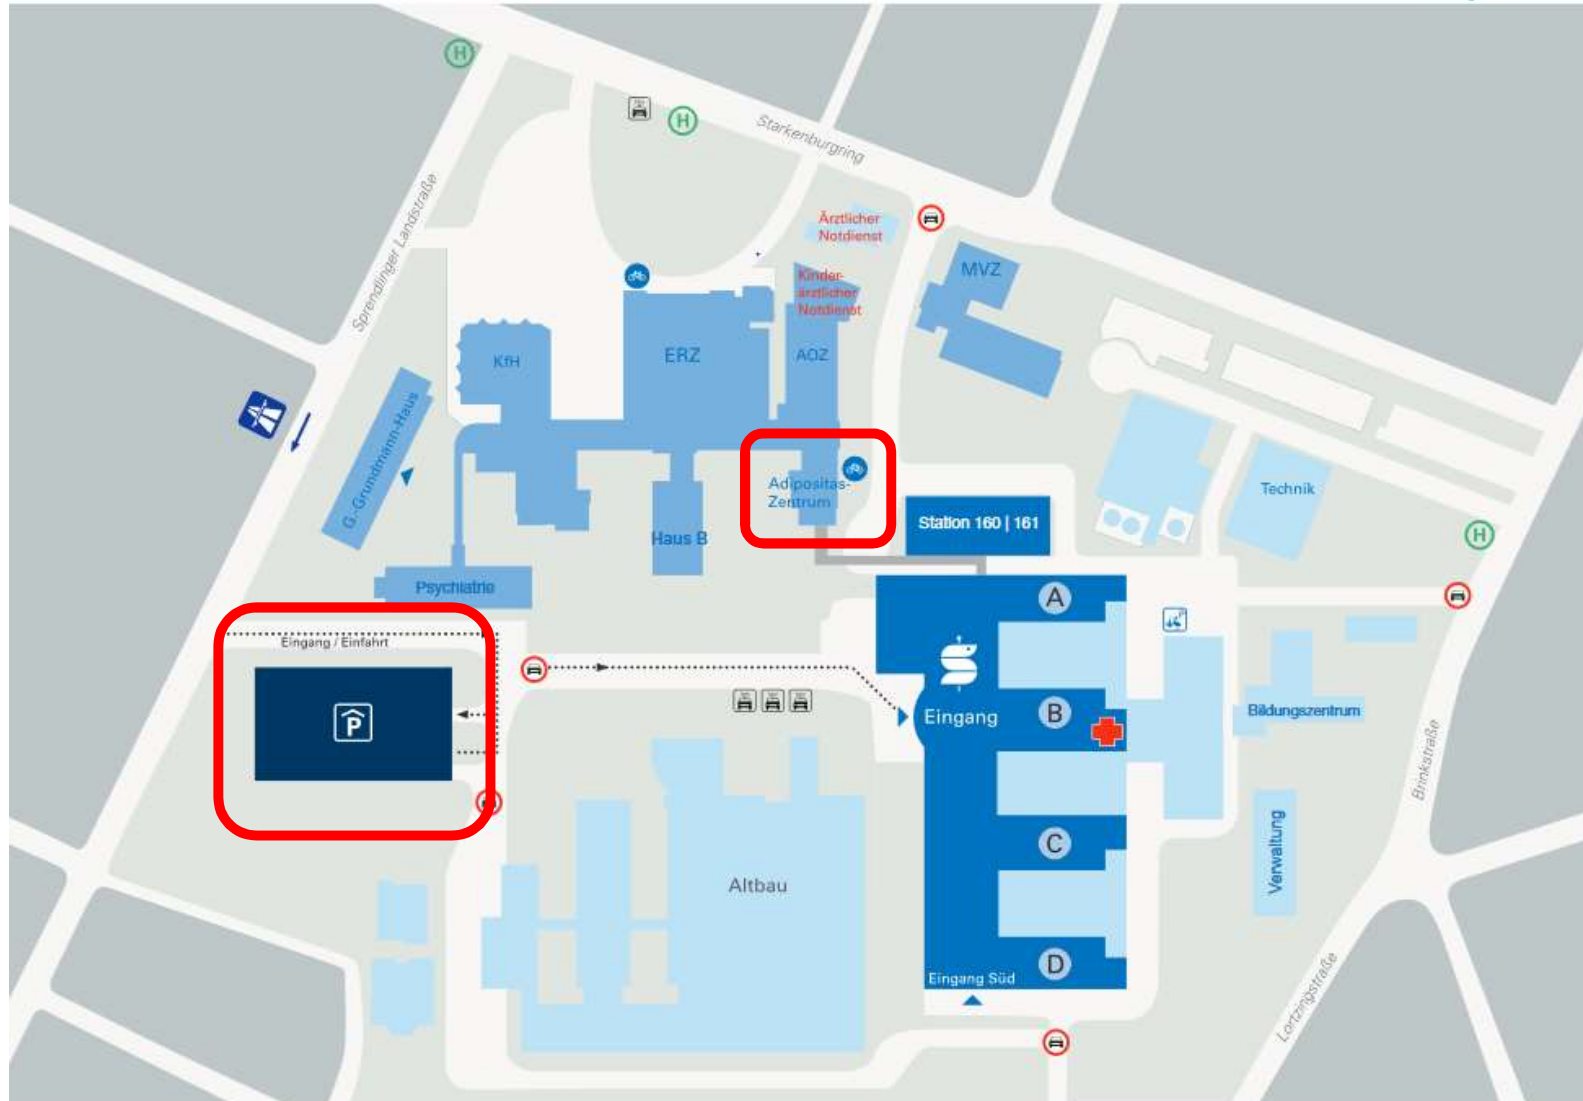 H
H
Starkenburgring
Sprendlinger Landstraße
Ärztlicher
Notdienst
Kinder-
ärztlicher
Notdienst
MVZ
KfH
ERZ
AOZ
G.-Grundmann-Haus
Adipositas-
Zentrum
Technik
Station 160 | 161
Haus B
H
Psychiatrie
A
Eingang / Einfahrt
P
Eingang
B
Bildungszentrum
Brinkstraße
C
Verwaltung
Altbau
D
Eingang Süd
Lortzingstraße